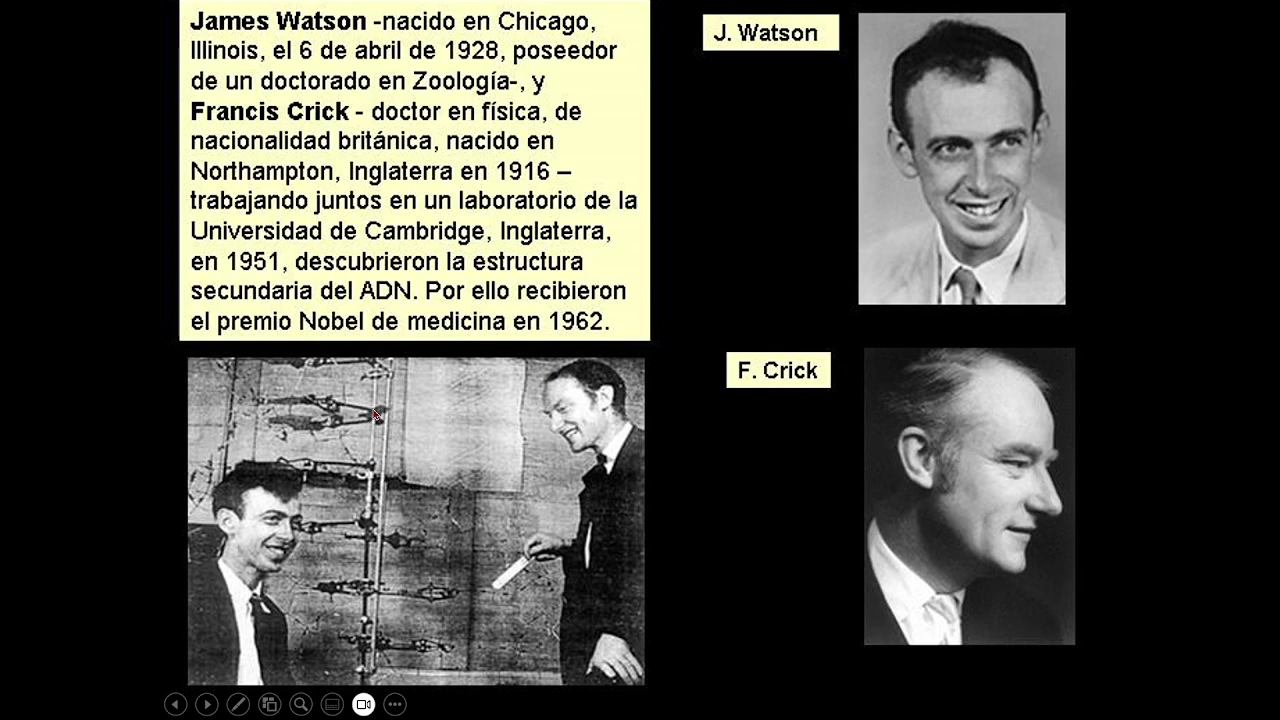 James Watson -nacido en Chicago,
Illinois, el 6 de abril de 1928, poseedor
de un doctorado en Zoología-, y
Francis Crick - doctor en física, de
nacionalidad británica, nacido en
Northampton, Inglaterra en 1916 –
trabajando juntos en un laboratorio de la
Universidad de Cambridge, Inglaterra,
en 1951, descubrieron la estructura
secundaria del ADN. Por ello recibieron
el premio Nobel de medicina en 1962.
J. Watson
F. Crick